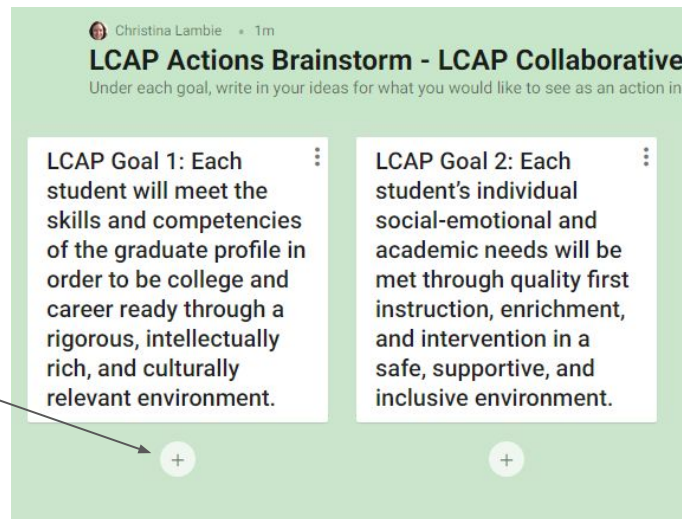 Christina Lambie • 1m
LCAP Actions Brainstorm - LCAP Collaborative
Under each goal, write in your ideas for what you would like to see as an action in
LCAP Goal 1: Each
student will meet the
skills and competencies
of the graduate profile in
order to be college and
career ready through a
rigorous, intellectually
rich, and culturally
relevant environment.
+
LCAP Goal 2: Each
student's individual
social-emotional and
academic needs will be
met through quality first
instruction, enrichment,
and intervention in a
safe, supportive, and
inclusive environment.
+